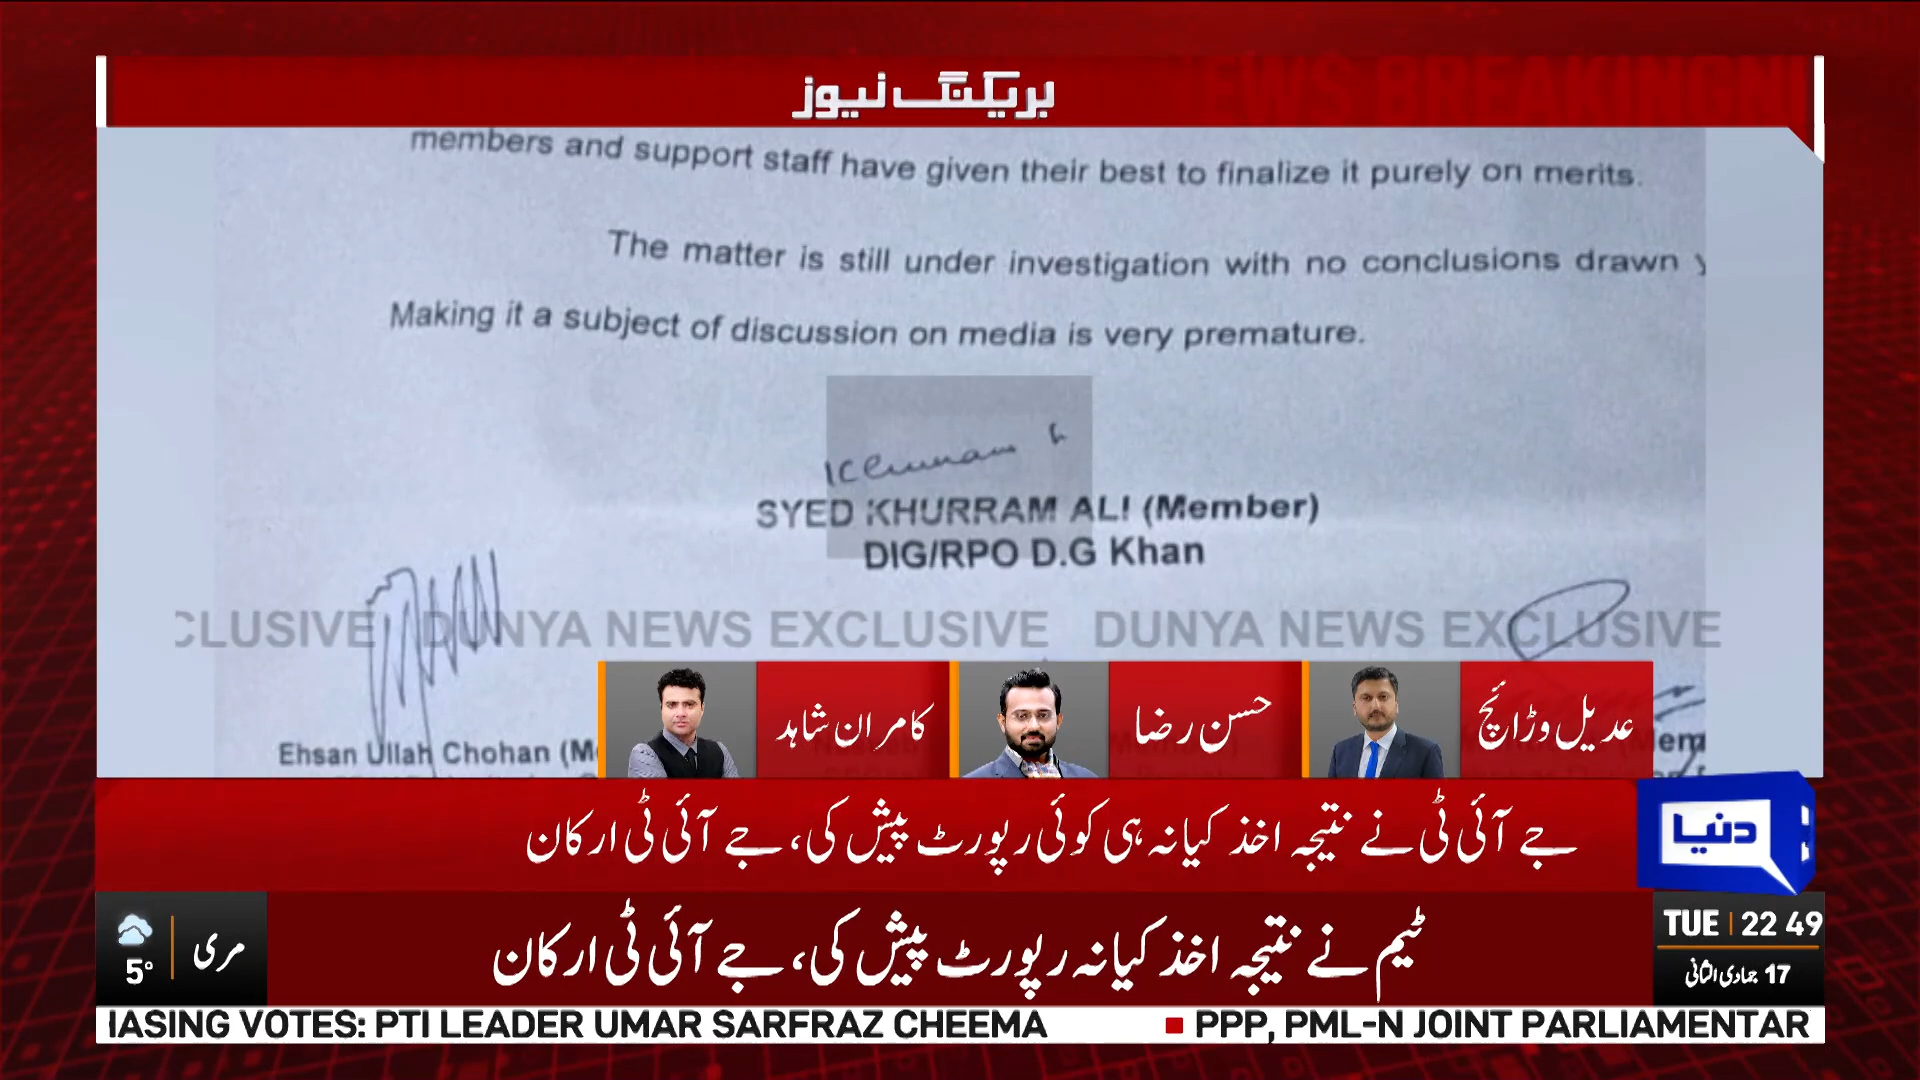 بریکنگ نیوز
EWS BREAKING
members and support staff have given their best to finalize it purely on merits.
The matter is still under investigation with no conclusions drawn
Making it a subject of discussion on media is very premature.
SYED KHURRAM ALI (Member)
DIG/RPO D.G Khan
CLUSIVE DUNYA NEWS EXCLUSIVE DUNYA NEWS EXCLUSIVE
Ehsan Ullah Chohan
کامران شاہد
حسن رضا
عدیل وڑائچ
جے آئی ٹی نے نتیجہ اخذ کیا نہ ہی کوئی رپورٹ پیش کی، جے آئی ٹی ارکان
دنیا
ٹیم نے نتیجہ اخذ کیا نہ رپورٹ پیش کی، جے آئی ٹی ارکان
مری
5°
TUE 22 49
17 جمادی الثانی
IASING VOTES: PTI LEADER UMAR SARFRAZ CHEEMA
PPP, PML-N JOINT PARLIAMENTAR